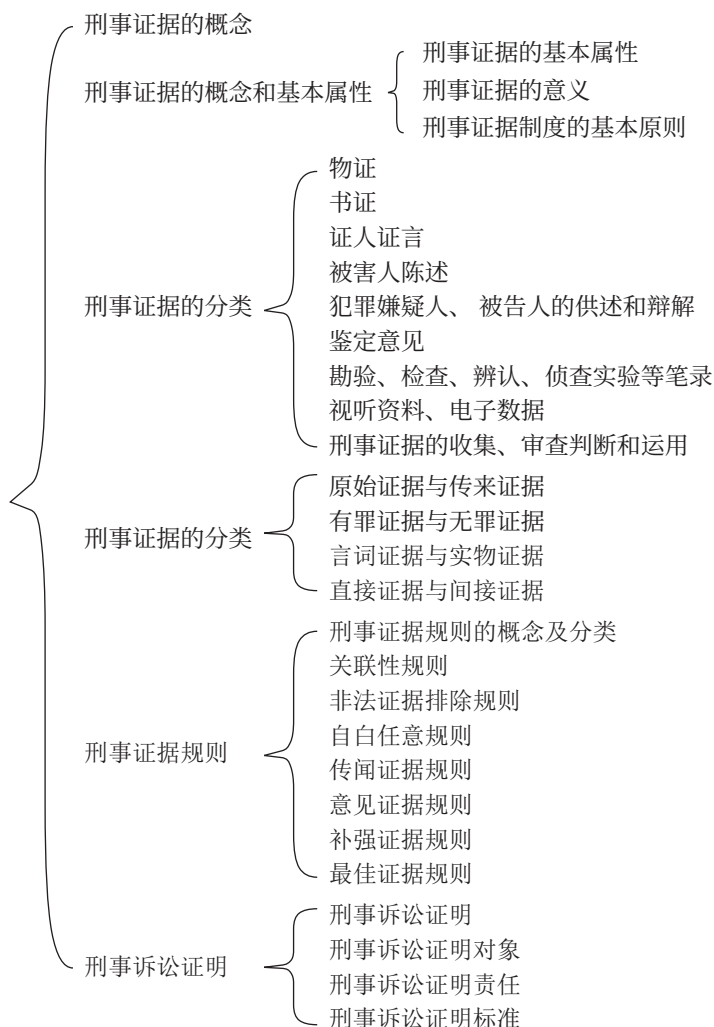 刑事证据的概念
刑事证据的概念和基本属性
刑事证据的基本属性
刑事证据的意义
刑事证据制度的基本原则
刑事证据的分类
物证
书证
证人证言
被害人陈述
犯罪嫌疑人、 被告人的供述和辩解
鉴定意见
勘验、检查、辨认、侦查实验等笔录
视听资料、电子数据
刑事证据的收集、审查判断和运用
刑事证据的分类
原始证据与传来证据
有罪证据与无罪证据
言词证据与实物证据
直接证据与间接证据
刑事证据规则
刑事证据规则的概念及分类
关联性规则
非法证据排除规则
自白任意规则
传闻证据规则
意见证据规则
补强证据规则
最佳证据规则
刑事诉讼证明
刑事诉讼证明
刑事诉讼证明对象
刑事诉讼证明责任
刑事诉讼证明标准